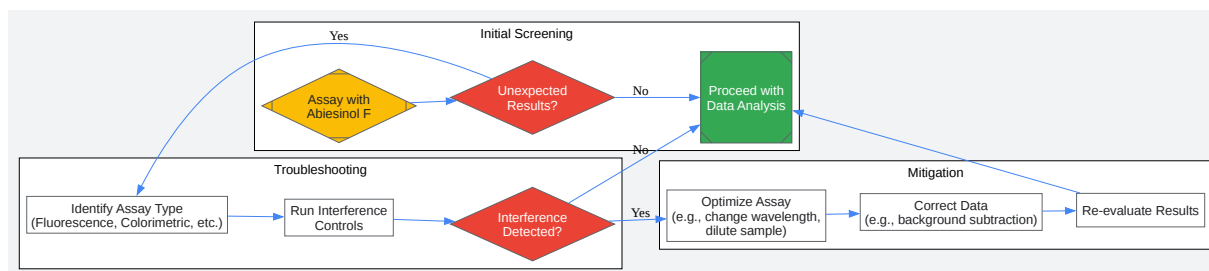 Initial Screening
Yes
Assay with
Abiesinol F
Unexpected
Results?
No
Proceed with
Data Analysis
No
Troubleshooting
Identify Assay Type
(Fluorescence, Colorimetric, etc.)
Run Interference
Controls
Interference
Detected?
Yes
Mitigation
Optimize Assay
(e.g., change wavelength,
dilute sample)
Correct Data
(e.g., background subtraction)
Re-evaluate Results